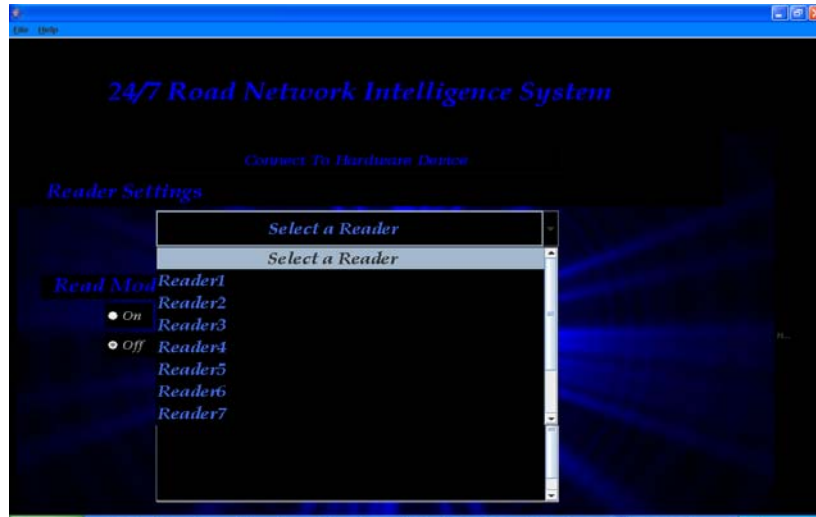 File Help
24/7 Road Network Intelligence System
Connect To Hardware Device
Reader Settings
Select a Reader
Select a Reader
Reader1
Read Mod
Reader2
On
Reader3
Off
Reader4
Reader5
Reader6
Reader7